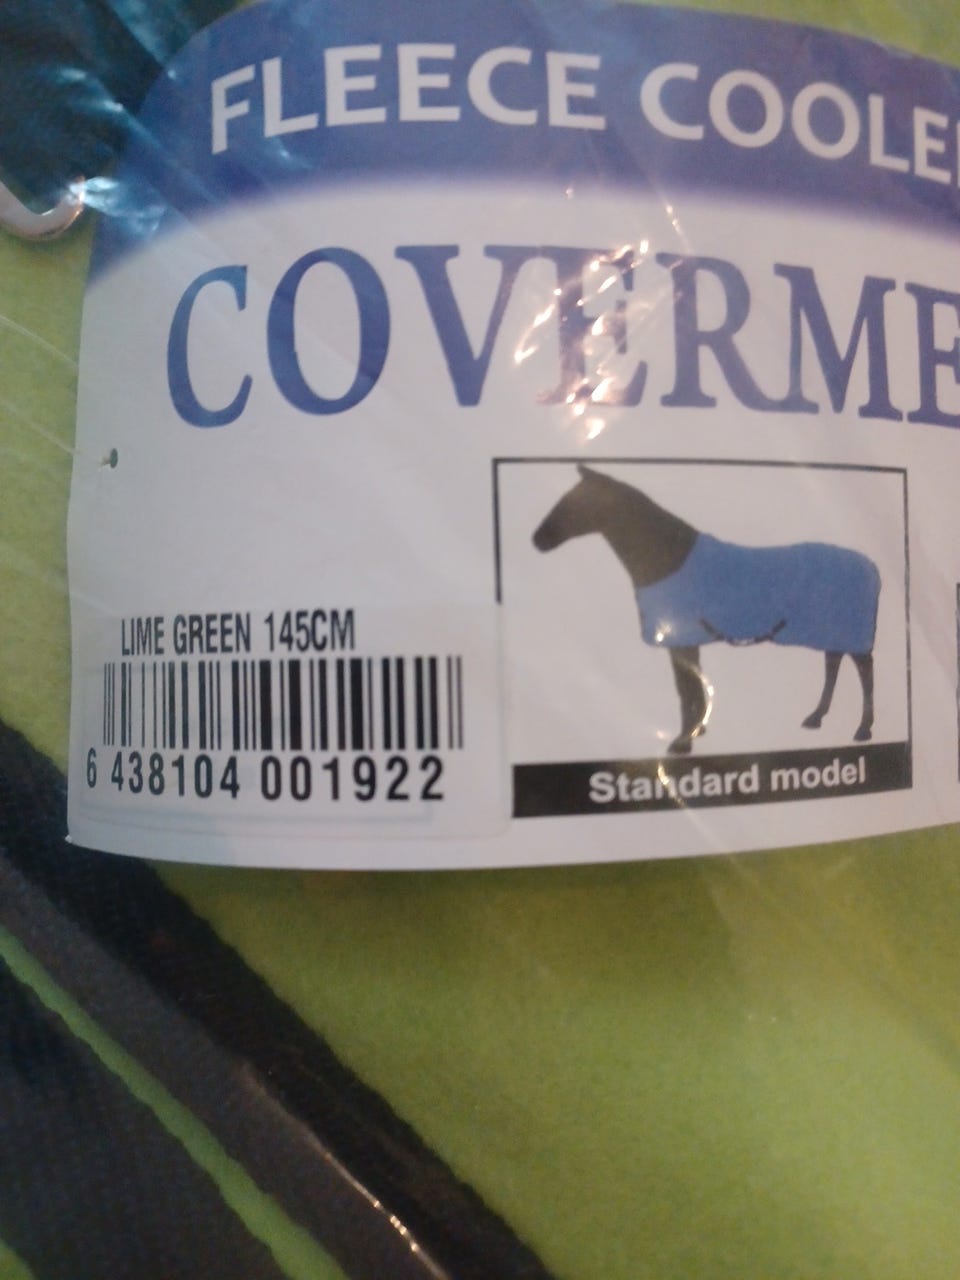 FLEECE COOLE
COVERME
LIME GREEN 145CM
6 438104 001922
Standard model